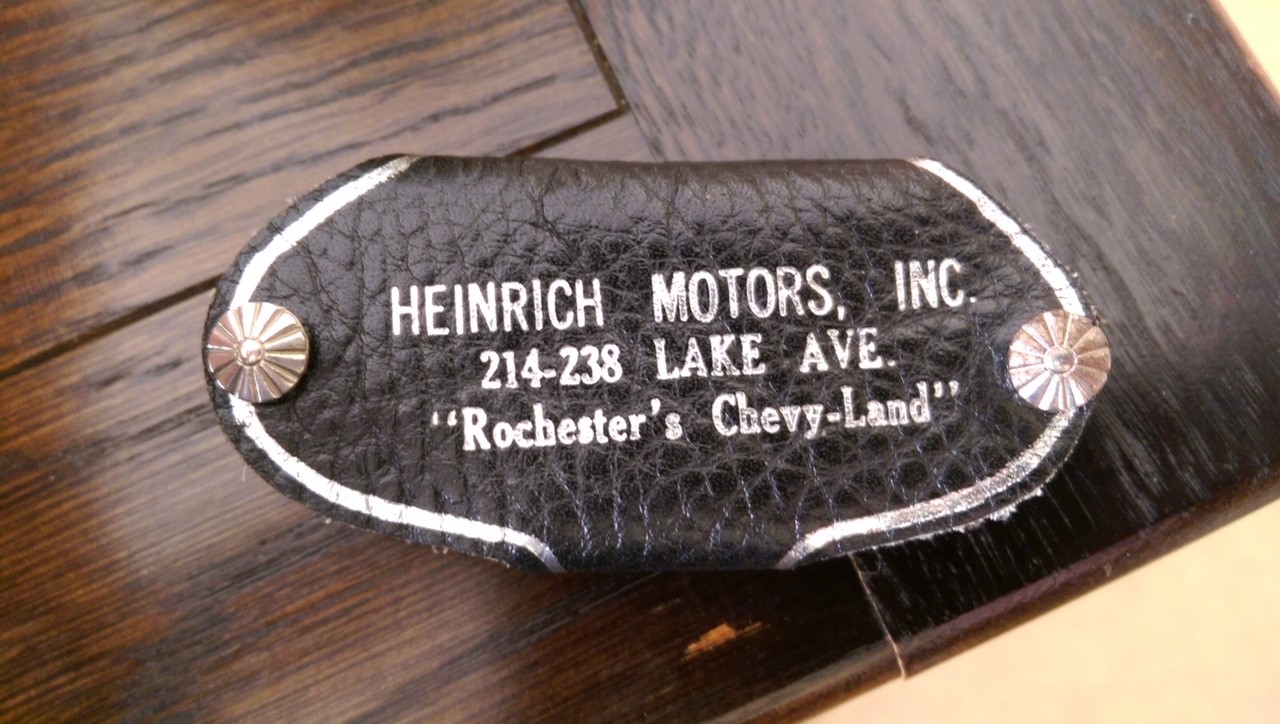 HEINRICH MOTORS, INC.
214-238 LAKE AVE.
"Rochester's Chevy-Land"